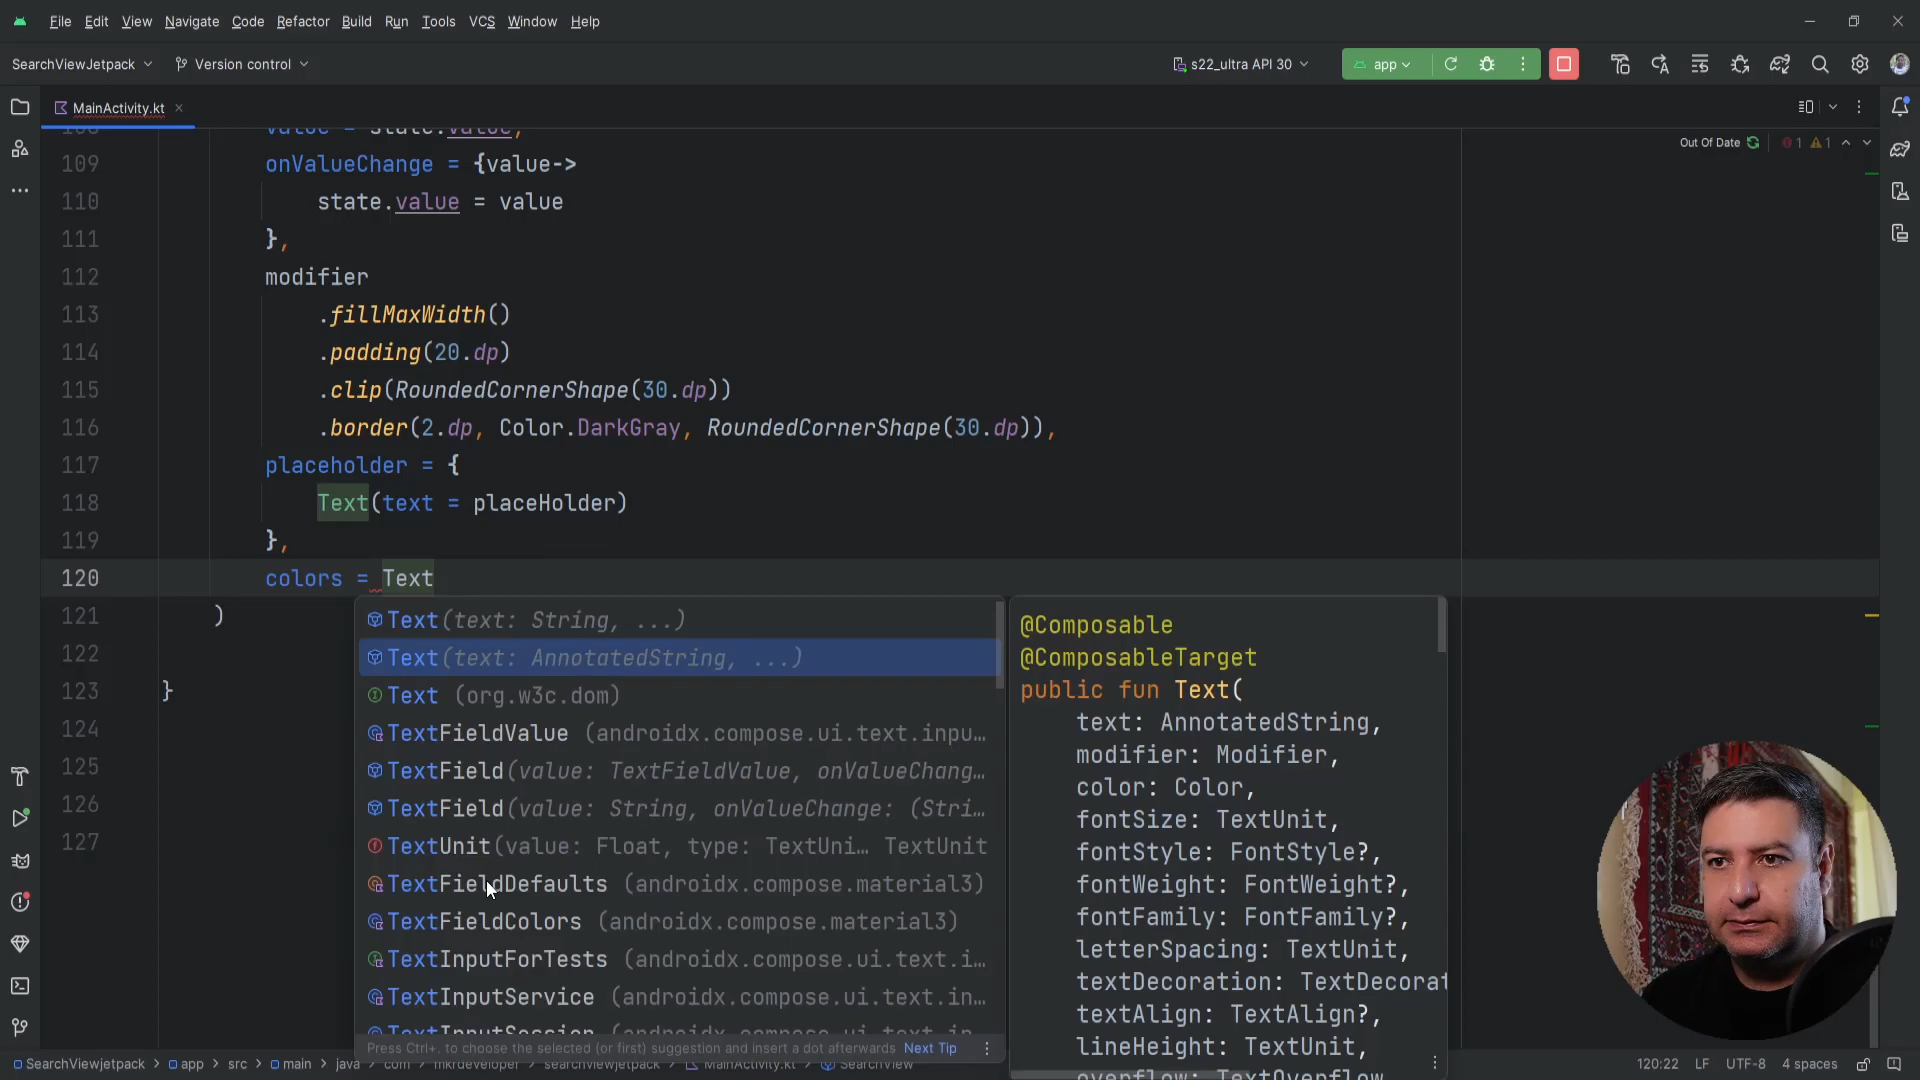 File Edit View Navigate Code Refactor Build Run Tools VCS Window Help
SearchViewJetpack Version control s22_ultra API 30 app
MainActivity.kt
Out Of Date 1 1
108 value = state.value,
109 onValueChange = {value->
110 state.value = value
111 },
112 modifier
113 .fillMaxWidth()
114 .padding(20.dp)
115 .clip(RoundedCornerShape(30.dp))
116 .border(2.dp, Color.DarkGray, RoundedCornerShape(30.dp)),
117 placeholder = {
118 Text(text = placeHolder)
119 },
120 colors = Text
121 )
122
123 }
124
125
126
127
Text(text: String, ...)
Text(text: AnnotatedString, ...)
Text (org.w3c.dom)
TextFieldValue (androidx.compose.ui.text.inpu…
TextField(value: TextFieldValue, onValueChang…
TextField(value: String, onValueChange: (Stri…
TextUnit(value: Float, type: TextUni… TextUnit
TextFieldDefaults (androidx.compose.material3)
TextFieldColors (androidx.compose.material3)
TextInputForTests (androidx.compose.ui.text.i…
TextInputService (androidx.compose.ui.text.in…
TextInputSession (androidx.compose.ui.text.in…
Press Ctrl+. to choose the selected (or first) suggestion and insert a dot afterwards Next Tip
@Composable
@ComposableTarget
public fun Text(
text: AnnotatedString,
modifier: Modifier,
color: Color,
fontSize: TextUnit,
fontStyle: FontStyle?,
fontWeight: FontWeight?,
fontFamily: FontFamily?,
letterSpacing: TextUnit,
textDecoration: TextDecorat
textAlign: TextAlign?,
lineHeight: TextUnit,
overflow: TextOverflow
SearchViewjetpack app src main java com mkrdeveloper searchviewjetpack MainActivity.kt SearchView
120:22 LF UTF-8 4 spaces